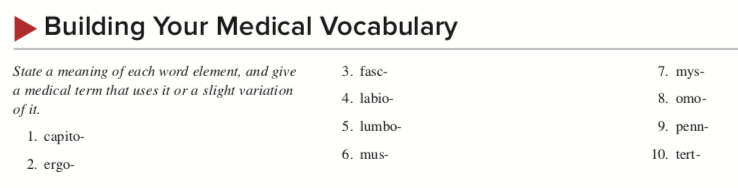 Building Your Medical Vocabulary
State a meaning of each word element, and give
a medical term that uses it or a slight variation
of it.
1. capito-
2. ergo-
3. fasc-
4. labio-
5. lumbo-
6. mus-
7. mys-
8. omo-
9. penn-
10. tert-